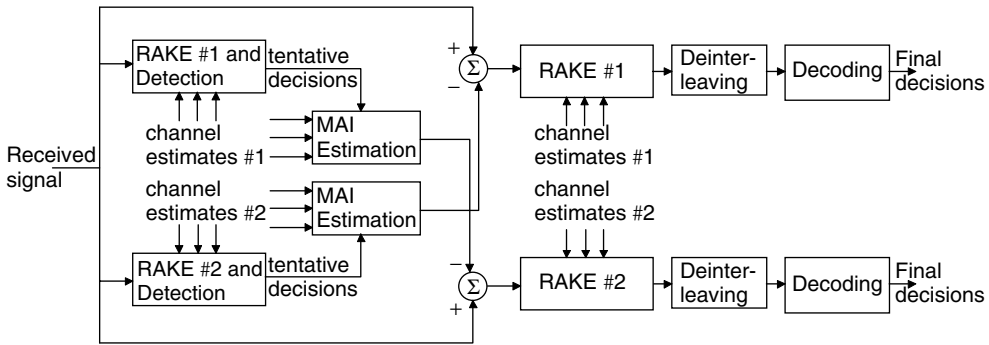 RAKE #1 and
Detection
tentative
decisions
+
Σ
−
RAKE #1
Deinter-
leaving
Decoding
Final
decisions
channel
estimates #1
MAI
Estimation
channel
estimates #1
Received
signal
channel
estimates #2
MAI
Estimation
channel
estimates #2
RAKE #2 and
Detection
tentative
decisions
−
Σ
+
RAKE #2
Deinter-
leaving
Decoding
Final
decisions